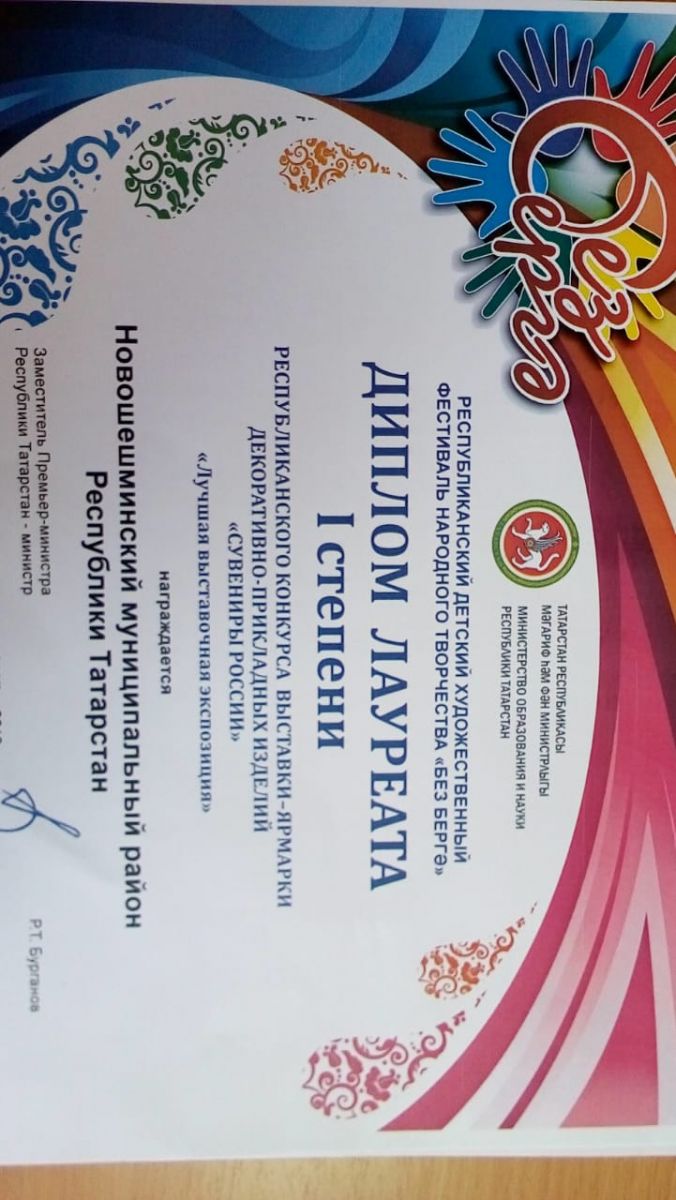 Без
бергә
ТАТАРСТАН РЕСПУБЛИКАСЫ
МӘГАРИФ ҺӘМ ФӘН МИНИСТРЛЫГЫ
МИНИСТЕРСТВО ОБРАЗОВАНИЯ И НАУКИ
РЕСПУБЛИКИ ТАТАРСТАН
РЕСПУБЛИКАНСКИЙ ДЕТСКИЙ ХУДОЖЕСТВЕННЫЙ
ФЕСТИВАЛЬ НАРОДНОГО ТВОРЧЕСТВА «БЕЗ БЕРГӘ»
ДИПЛОМ ЛАУРЕАТА
I степени
РЕСПУБЛИКАНСКОГО КОНКУРСА ВЫСТАВКИ-ЯРМАРКИ
ДЕКОРАТИВНО-ПРИКЛАДНЫХ ИЗДЕЛИЙ
«СУВЕНИРЫ РОССИИ»
«Лучшая выставочная экспозиция»
награждается
Новошешминский муниципальный район
Республики Татарстан
Заместитель Премьер-министра
Республики Татарстан - министр
Р.Т. Бурганов